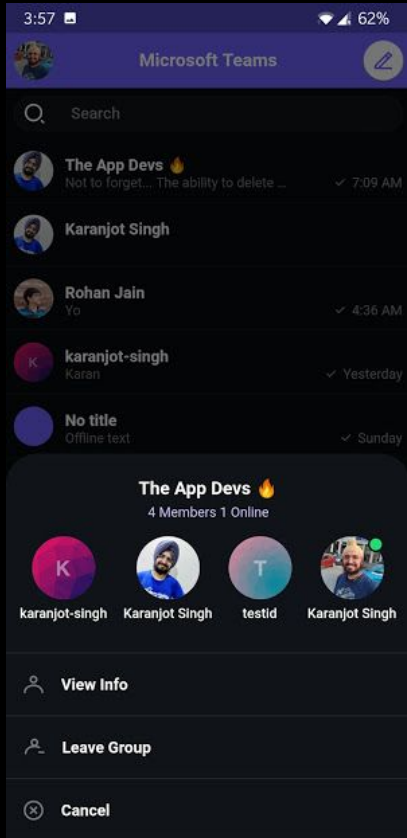 3:57
62%
Microsoft Teams
Search
The App Devs 🔥
Not to forget... The ability to delete ...
7:09 AM
Karanjot Singh
Rohan Jain
Yo
4:36 AM
K
karanjot-singh
Karan
Yesterday
No title
Offline text
Sunday
The App Devs 🔥
4 Members 1 Online
K
T
karanjot-singh
Karanjot Singh
testid
Karanjot Singh
View Info
Leave Group
Cancel